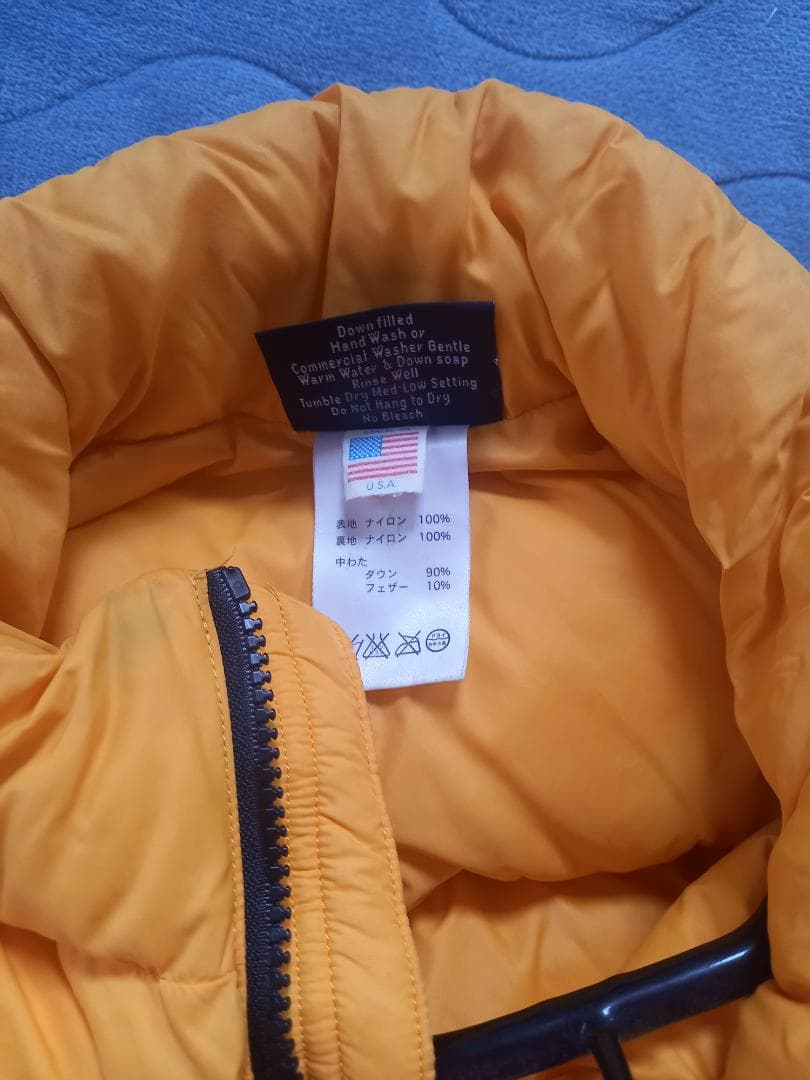 Down filled
Hand Wash or
Commercial Washer Gentle
Warm Water & Down soap
Rinse Well
Tumble Dry Med-Low Setting
Do Not Hang to Dry
No Bleach
U.S.A.
表地 ナイロン 100%
裏地 ナイロン 100%
中わた
ダウン 90%
フェザー 10%